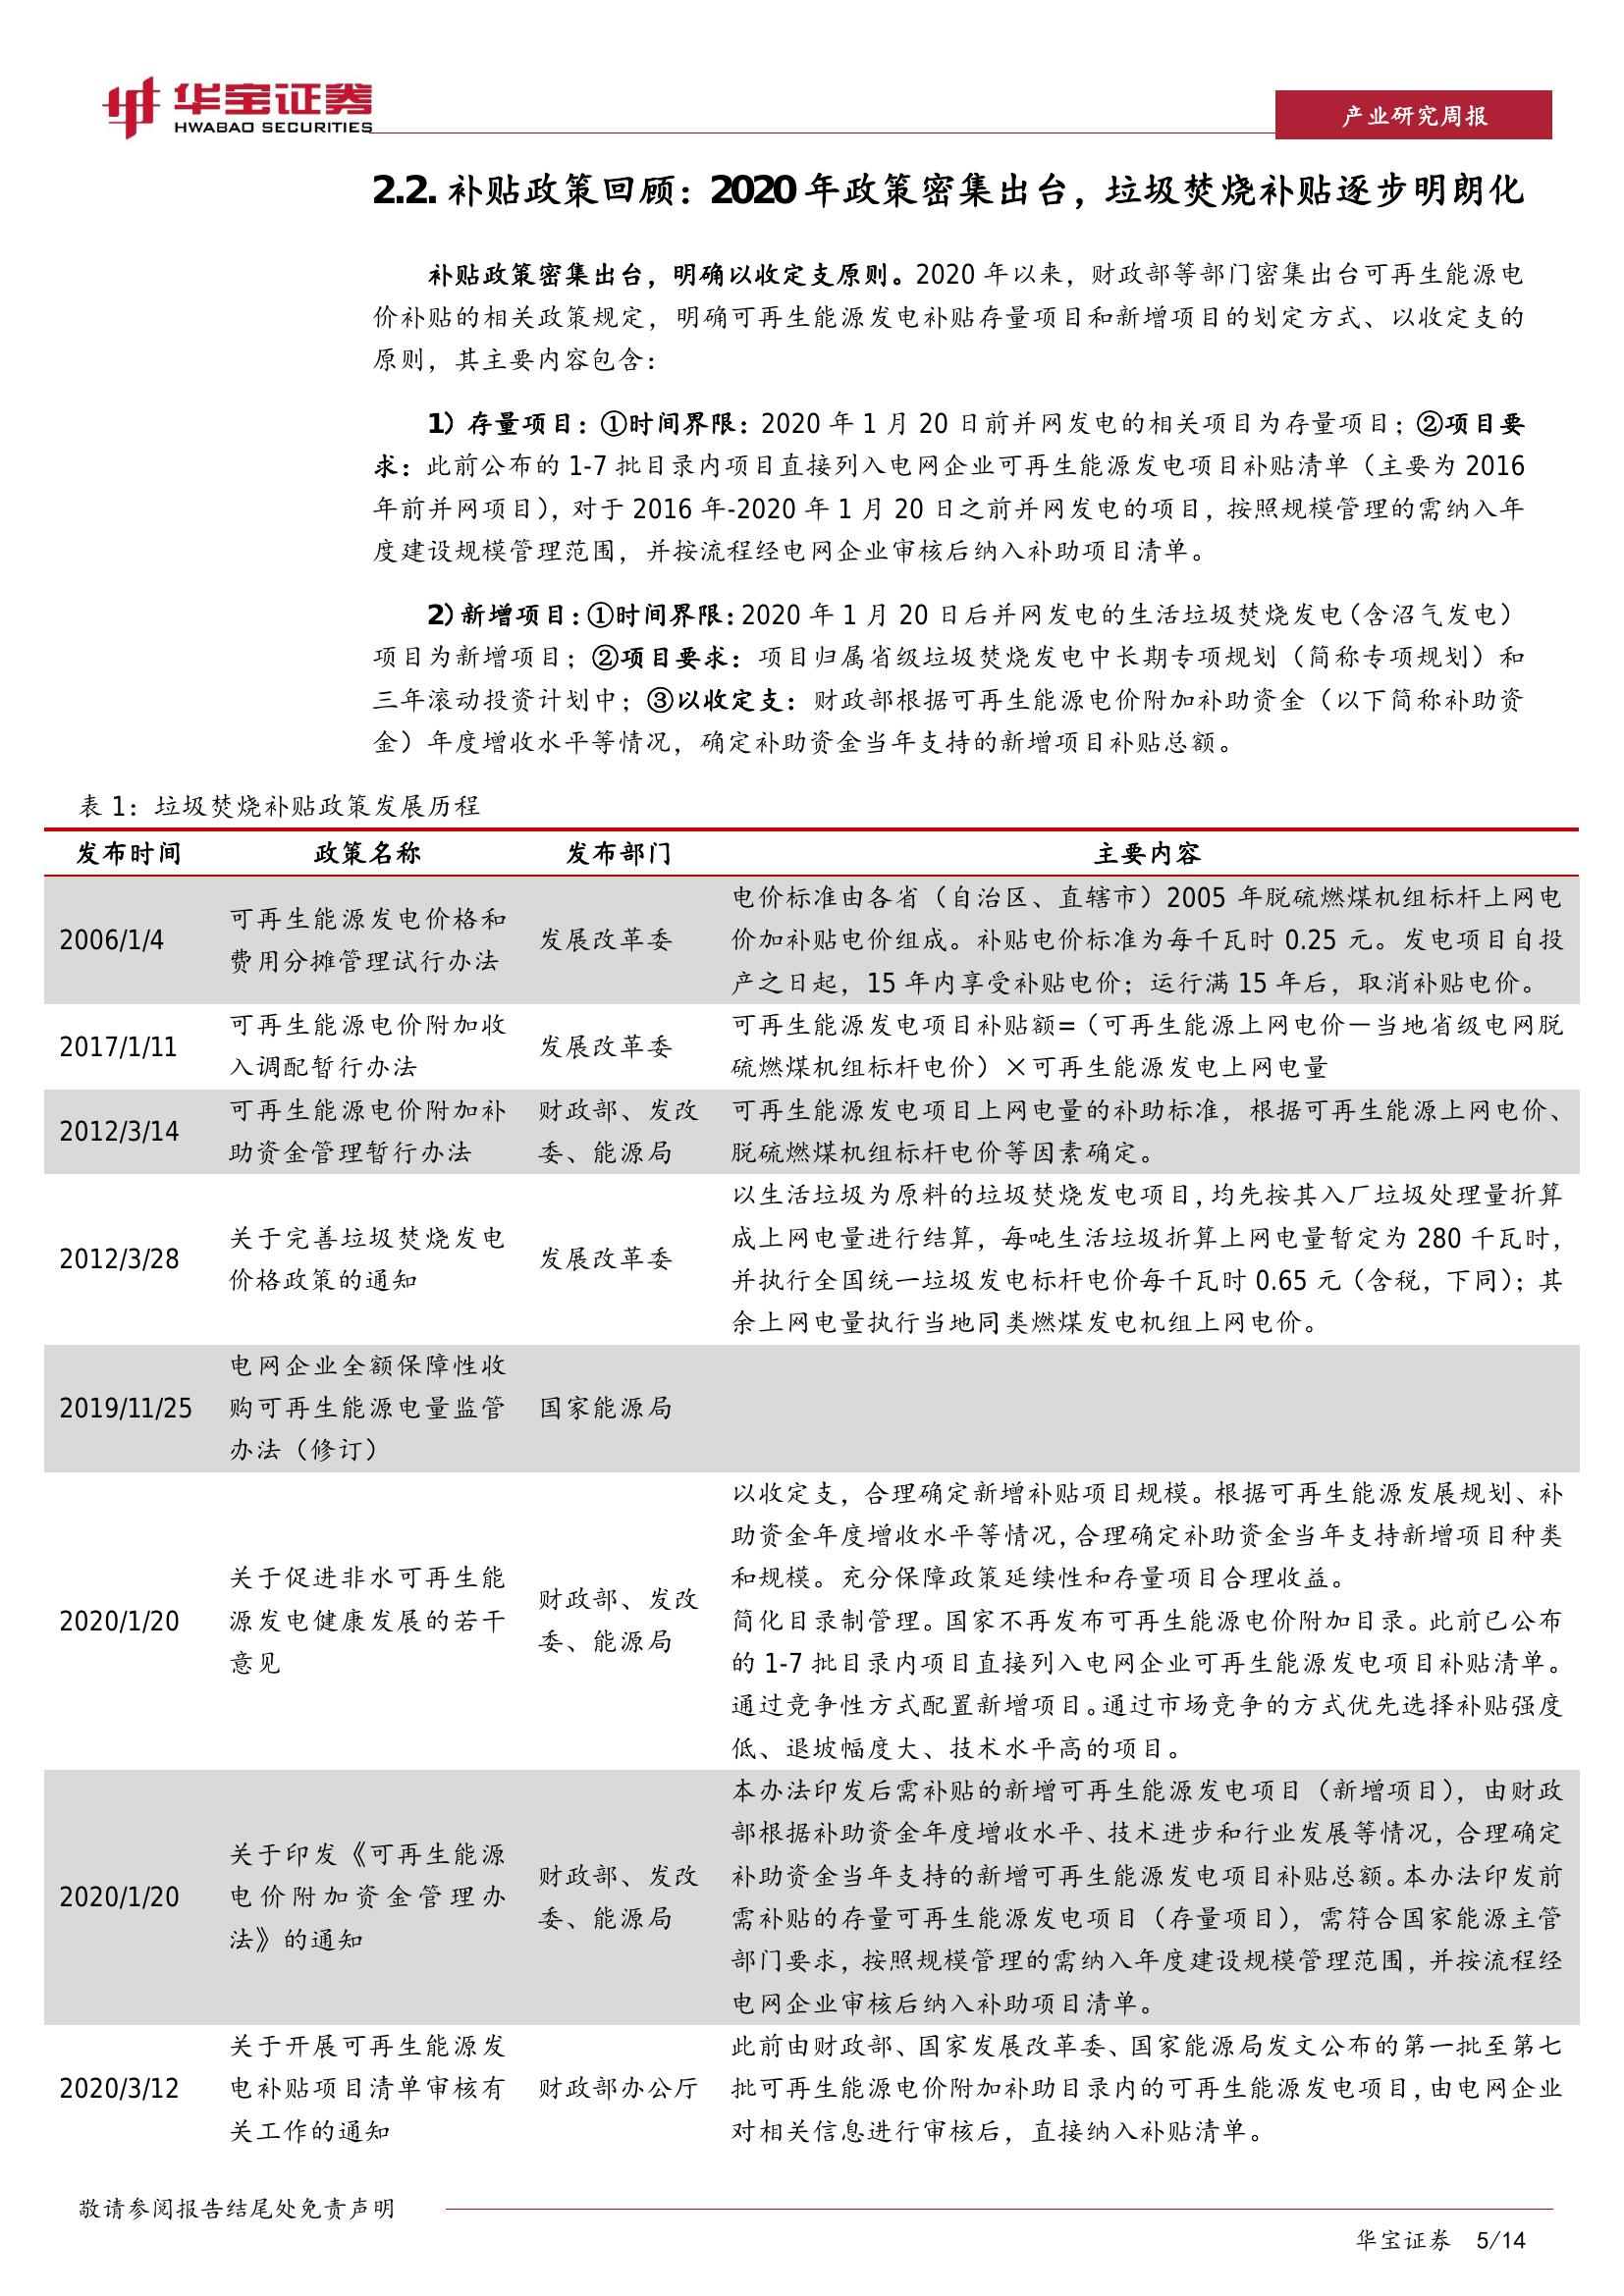 华宝证券
HWABAO SECURITIES
产业研究周报
2.2. 补贴政策回顾：2020 年政策密集出台，垃圾焚烧补贴逐步明朗化
补贴政策密集出台，明确以收定支原则。2020 年以来，财政部等部门密集出台可再生能源电
价补贴的相关政策规定，明确可再生能源发电补贴存量项目和新增项目的划定方式、以收定支的
原则，其主要内容包含：
1）存量项目：①时间界限：2020 年 1 月 20 日前并网发电的相关项目为存量项目；②项目要
求：此前公布的 1-7 批目录内项目直接列入电网企业可再生能源发电项目补贴清单（主要为 2016
年前并网项目），对于 2016 年-2020 年 1 月 20 日之前并网发电的项目，按照规模管理的需纳入年
度建设规模管理范围，并按流程经电网企业审核后纳入补助项目清单。
2）新增项目：①时间界限：2020 年 1 月 20 日后并网发电的生活垃圾焚烧发电（含沼气发电）
项目为新增项目；②项目要求：项目归属省级垃圾焚烧发电中长期专项规划（简称专项规划）和
三年滚动投资计划中；③以收定支：财政部根据可再生能源电价附加补助资金（以下简称补助资
金）年度增收水平等情况，确定补助资金当年支持的新增项目补贴总额。
表 1：垃圾焚烧补贴政策发展历程
发布时间 政策名称 发布部门 主要内容
2006/1/4
可再生能源发电价格和
费用分摊管理试行办法
发展改革委
电价标准由各省（自治区、直辖市）2005 年脱硫燃煤机组标杆上网电
价加补贴电价组成。补贴电价标准为每千瓦时 0.25 元。发电项目自投
产之日起，15 年内享受补贴电价；运行满 15 年后，取消补贴电价。
2017/1/11
可再生能源电价附加收
入调配暂行办法
发展改革委
可再生能源发电项目补贴额=（可再生能源上网电价－当地省级电网脱
硫燃煤机组标杆电价）×可再生能源发电上网电量
2012/3/14
可再生能源电价附加补
助资金管理暂行办法
财政部、发改
委、能源局
可再生能源发电项目上网电量的补助标准，根据可再生能源上网电价、
脱硫燃煤机组标杆电价等因素确定。
2012/3/28
关于完善垃圾焚烧发电
价格政策的通知
发展改革委
以生活垃圾为原料的垃圾焚烧发电项目，均先按其入厂垃圾处理量折算
成上网电量进行结算，每吨生活垃圾折算上网电量暂定为 280 千瓦时，
并执行全国统一垃圾发电标杆电价每千瓦时 0.65 元（含税，下同）；其
余上网电量执行当地同类燃煤发电机组上网电价。
2019/11/25
电网企业全额保障性收
购可再生能源电量监管
办法（修订）
国家能源局
2020/1/20
关于促进非水可再生能
源发电健康发展的若干
意见
财政部、发改
委、能源局
以收定支，合理确定新增补贴项目规模。根据可再生能源发展规划、补
助资金年度增收水平等情况，合理确定补助资金当年支持新增项目种类
和规模。充分保障政策延续性和存量项目合理收益。
简化目录制管理。国家不再发布可再生能源电价附加目录。此前已公布
的 1-7 批目录内项目直接列入电网企业可再生能源发电项目补贴清单。
通过竞争性方式配置新增项目。通过市场竞争的方式优先选择补贴强度
低、退坡幅度大、技术水平高的项目。
2020/1/20
关于印发《可再生能源
电价附加资金管理办
法》的通知
财政部、发改
委、能源局
本办法印发后需补贴的新增可再生能源发电项目（新增项目），由财政
部根据补助资金年度增收水平、技术进步和行业发展等情况，合理确定
补助资金当年支持的新增可再生能源发电项目补贴总额。本办法印发前
需补贴的存量可再生能源发电项目（存量项目），需符合国家能源主管
部门要求，按照规模管理的需纳入年度建设规模管理范围，并按流程经
电网企业审核后纳入补助项目清单。
2020/3/12
关于开展可再生能源发
电补贴项目清单审核有
关工作的通知
财政部办公厅
此前由财政部、国家发展改革委、国家能源局发文公布的第一批至第七
批可再生能源电价附加补助目录内的可再生能源发电项目，由电网企业
对相关信息进行审核后，直接纳入补贴清单。
敬请参阅报告结尾处免责声明
华宝证券 5/14